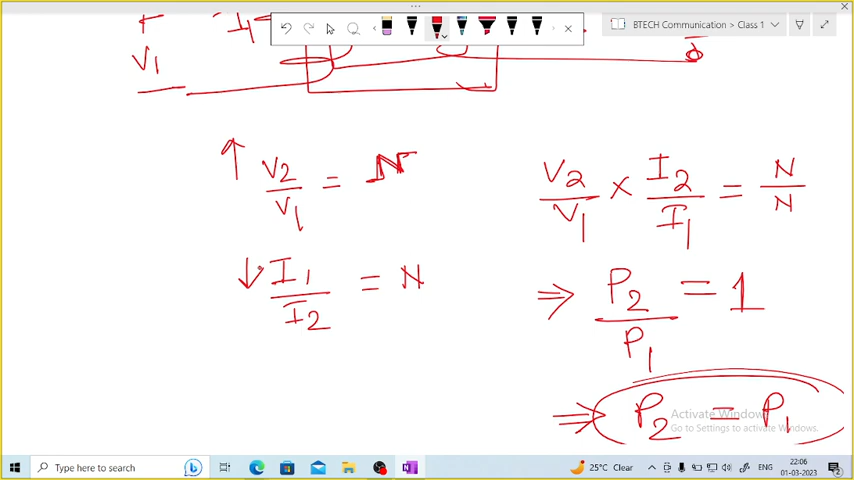 ...
BTECH Communication > Class 1
I₁
V₁
V₂/V₁ = N
V₂/V₁ × I₂/I₁ = N/N
↓ I₁/I₂ = N
⇒ P₂/P₁ = 1
⇒ P₂ = P₁
Activate Windows
Go to Settings to activate Windows.
Type here to search
25°C Clear
ENG
22:06
01-03-2023
2